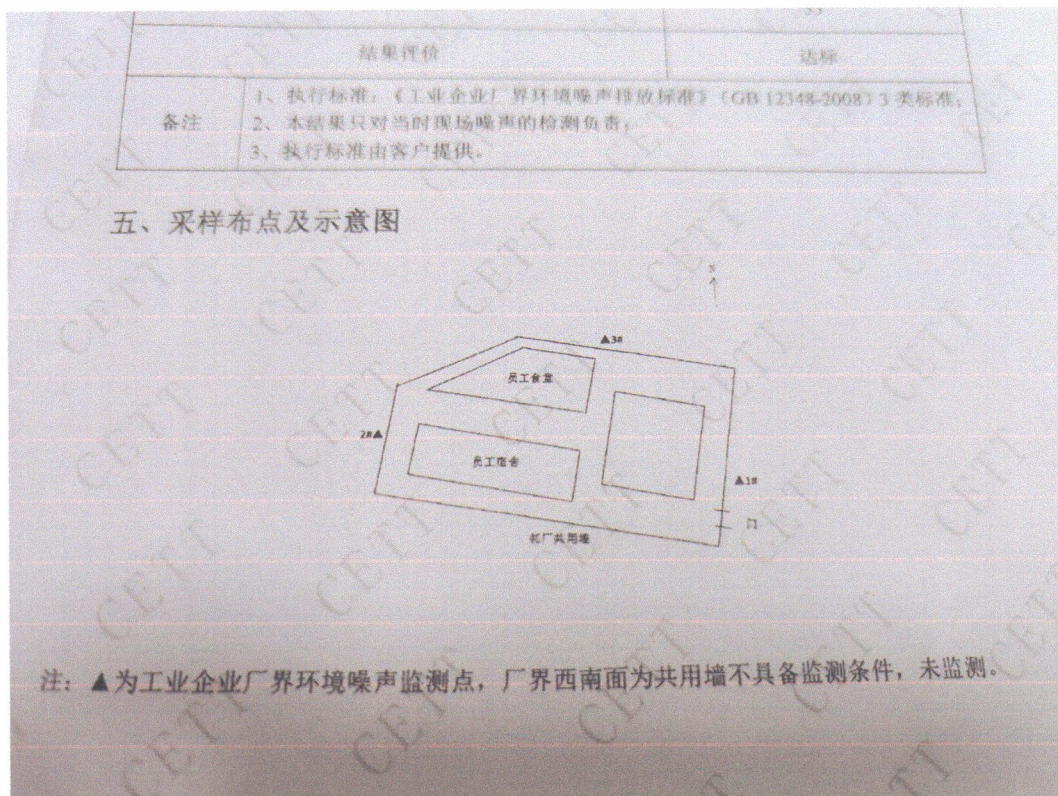 结果评价 达标
备注
1、执行标准:《工业企业厂界环境噪声排放标准》(GB 12348-2008)3 类标准;
2、本结果只对当时现场噪声的检测负责;
3、执行标准由客户提供。
五、采样布点及示意图
N
▲3#
员工食堂
2#▲
员工宿舍
▲1#
门
邻厂共用墙
注:▲为工业企业厂界环境噪声监测点,厂界西南面为共用墙不具备监测条件,未监测。
CETT